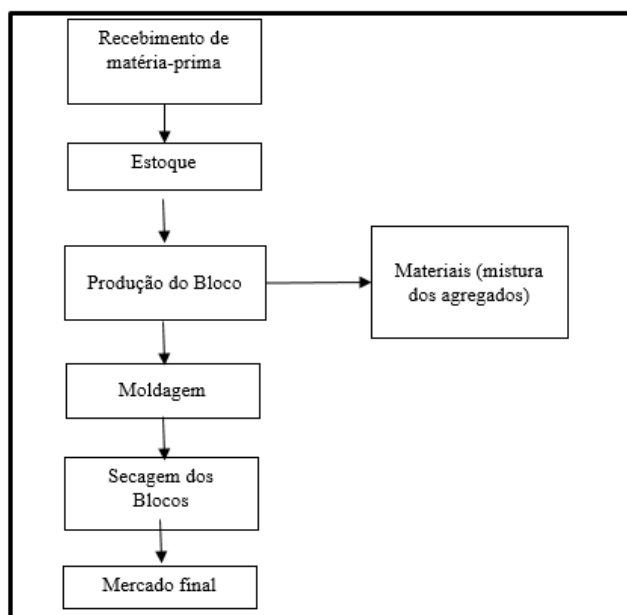 Recebimento de
matéria-prima
Estoque
Produção do Bloco
Materiais (mistura
dos agregados)
Moldagem
Secagem dos
Blocos
Mercado final